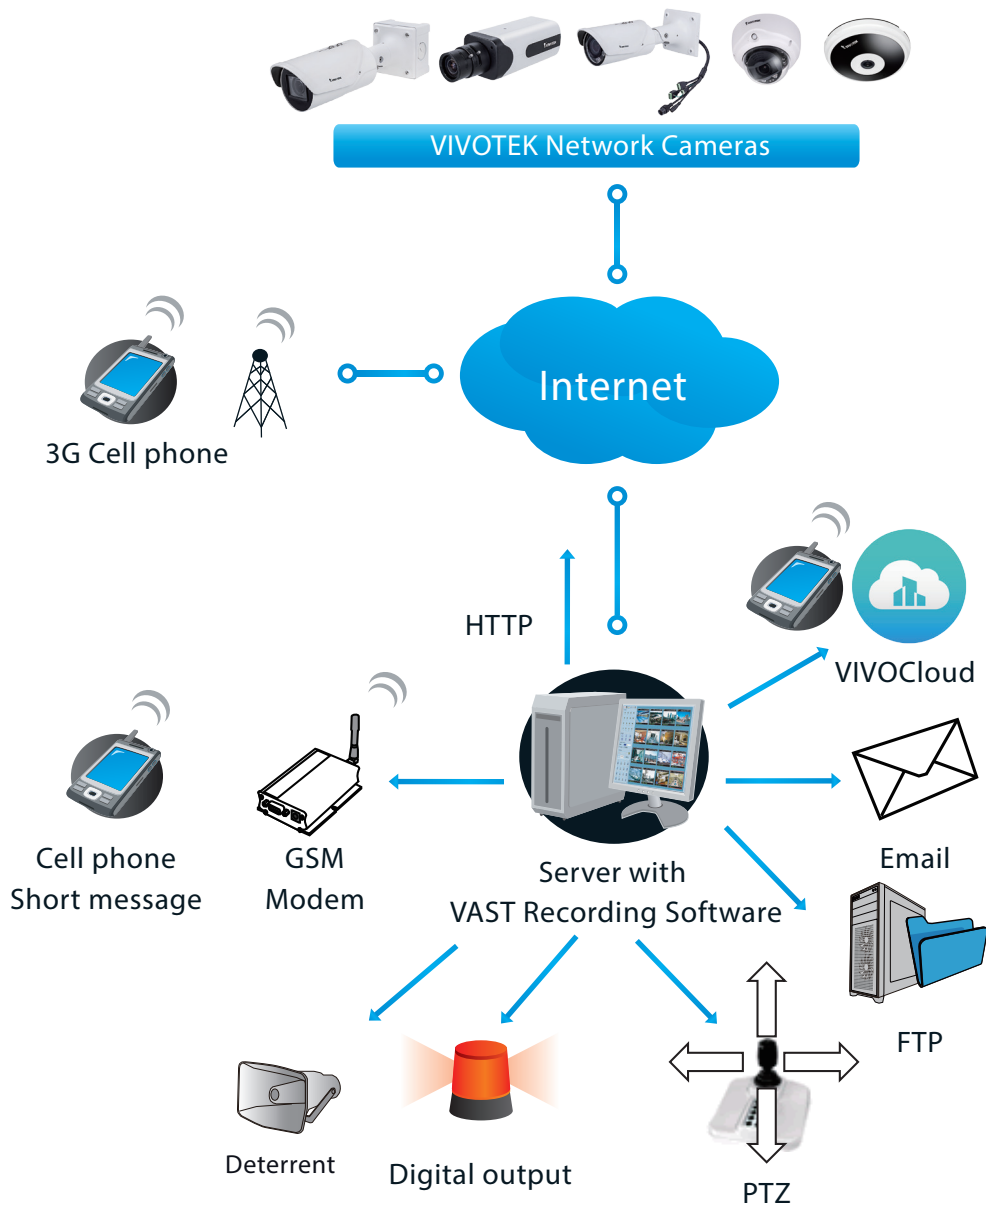 VIVOTEK Network Cameras
Internet
3G Cell phone
HTTP
VIVOCloud
Cell phone
Short message
GSM
Modem
Server with
VAST Recording Software
Email
FTP
Deterrent
Digital output
PTZ